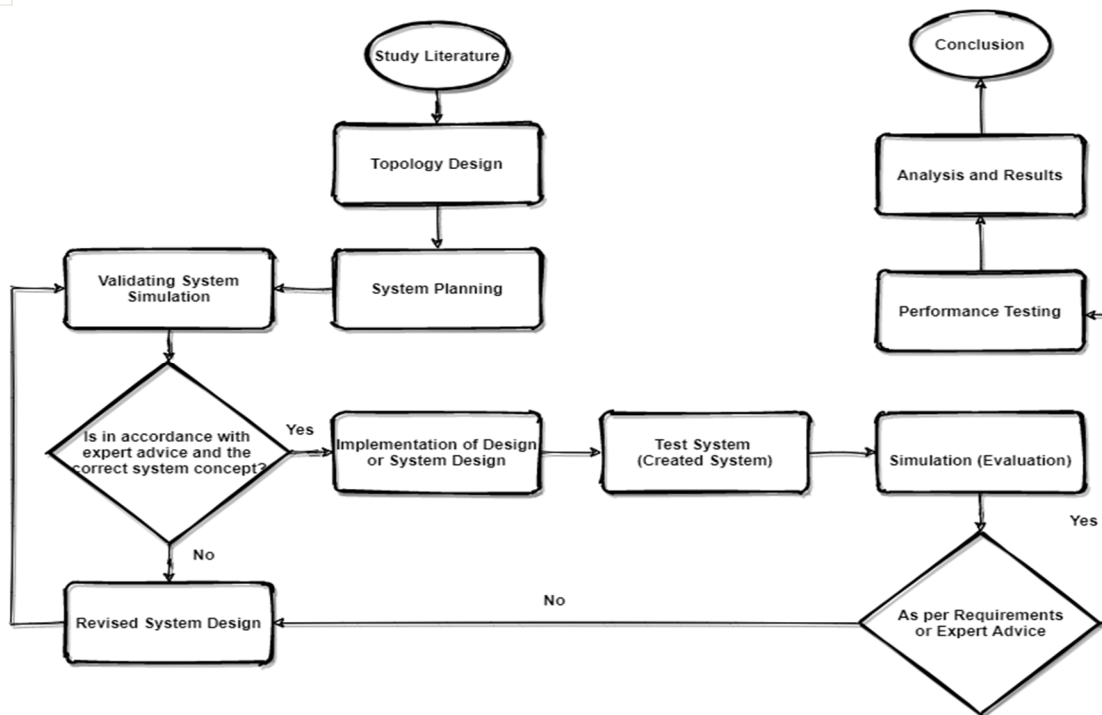 Study Literature
Topology Design
System Planning
Validating System
Simulation
Is in accordance with
expert advice and the
correct system concept?
Yes
No
Revised System Design
Implementation of Design
or System Design
Test System
(Created System)
Simulation (Evaluation)
As per Requirements
or Expert Advice
No
Yes
Performance Testing
Analysis and Results
Conclusion